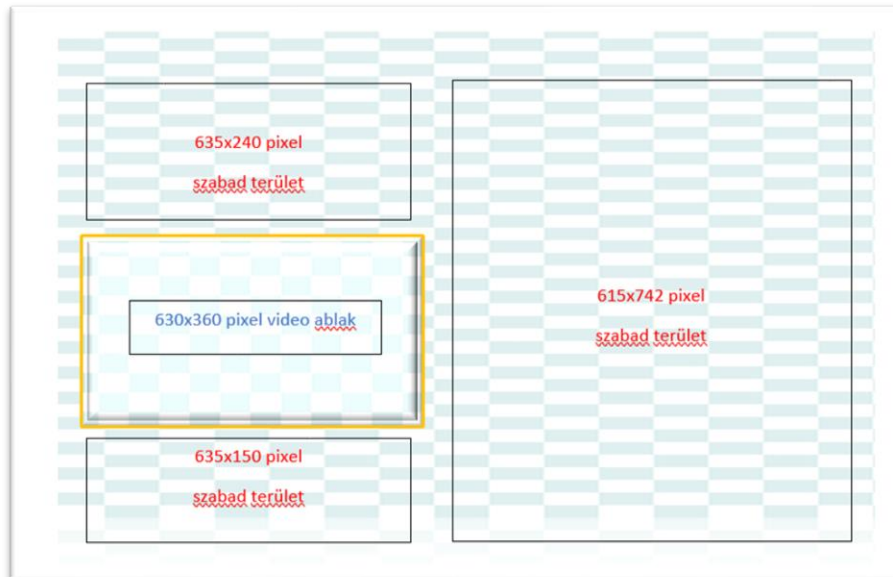 635x240 pixel
szabad terület
630x360 pixel video ablak
635x150 pixel
szabad terület
615x742 pixel
szabad terület